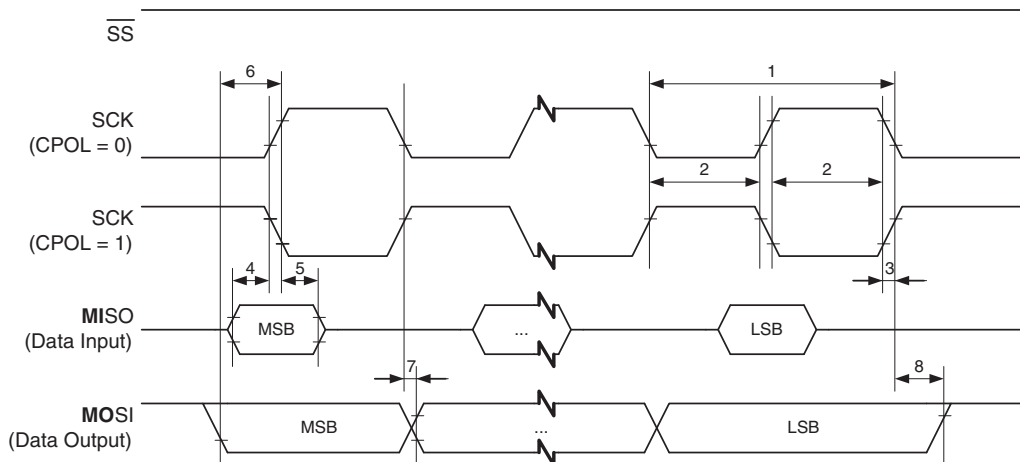 SS
6
1
SCK
(CPOL = 0)
2
2
SCK
(CPOL = 1)
4
5
3
MISO
(Data Input)
MSB
...
LSB
7
8
MOSI
(Data Output)
MSB
...
LSB